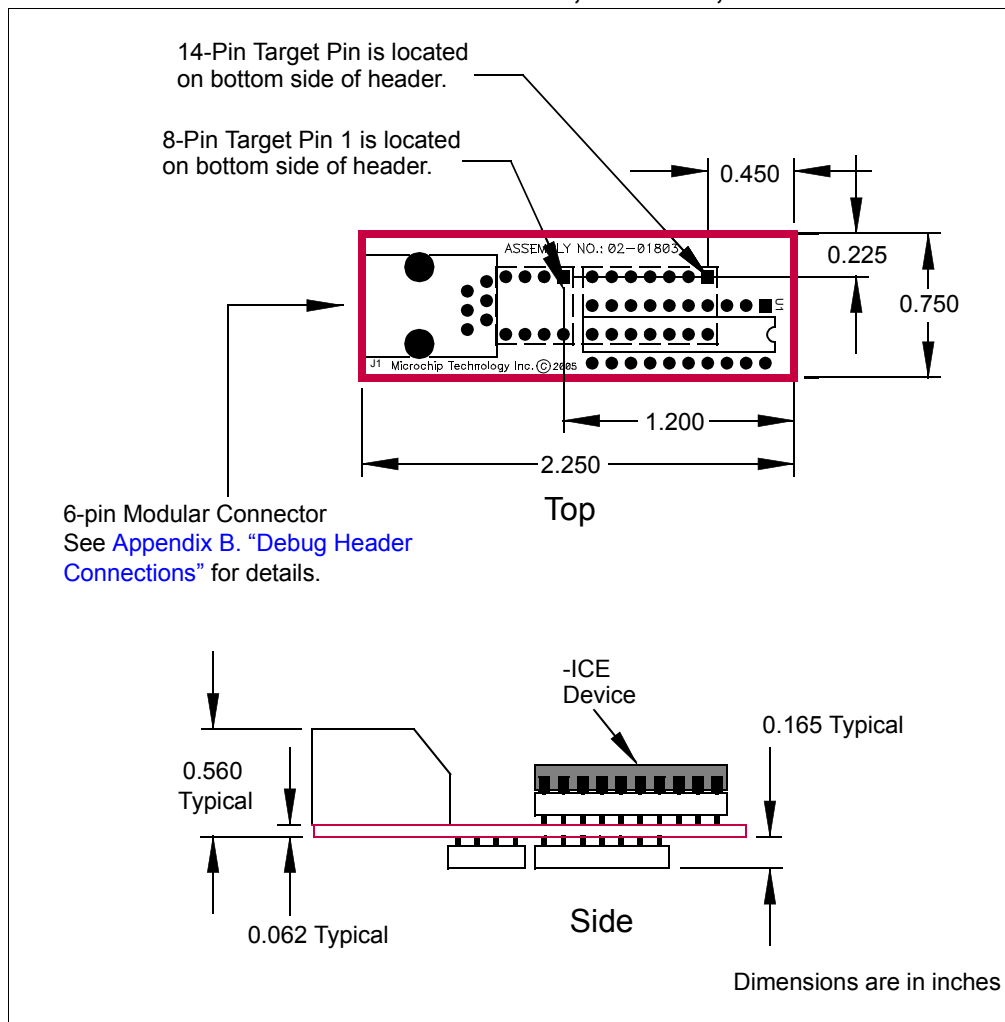 14-Pin Target Pin is located
on bottom side of header.
8-Pin Target Pin 1 is located
on bottom side of header.
0.450
0.225
0.750
ASSEMBLY NO.: 02-01803
U1
J1 Microchip Technology Inc. © 2005
1.200
2.250
Top
6-pin Modular Connector
See Appendix B. “Debug Header
Connections” for details.
-ICE
Device
0.165 Typical
0.560
Typical
0.062 Typical
Side
Dimensions are in inches